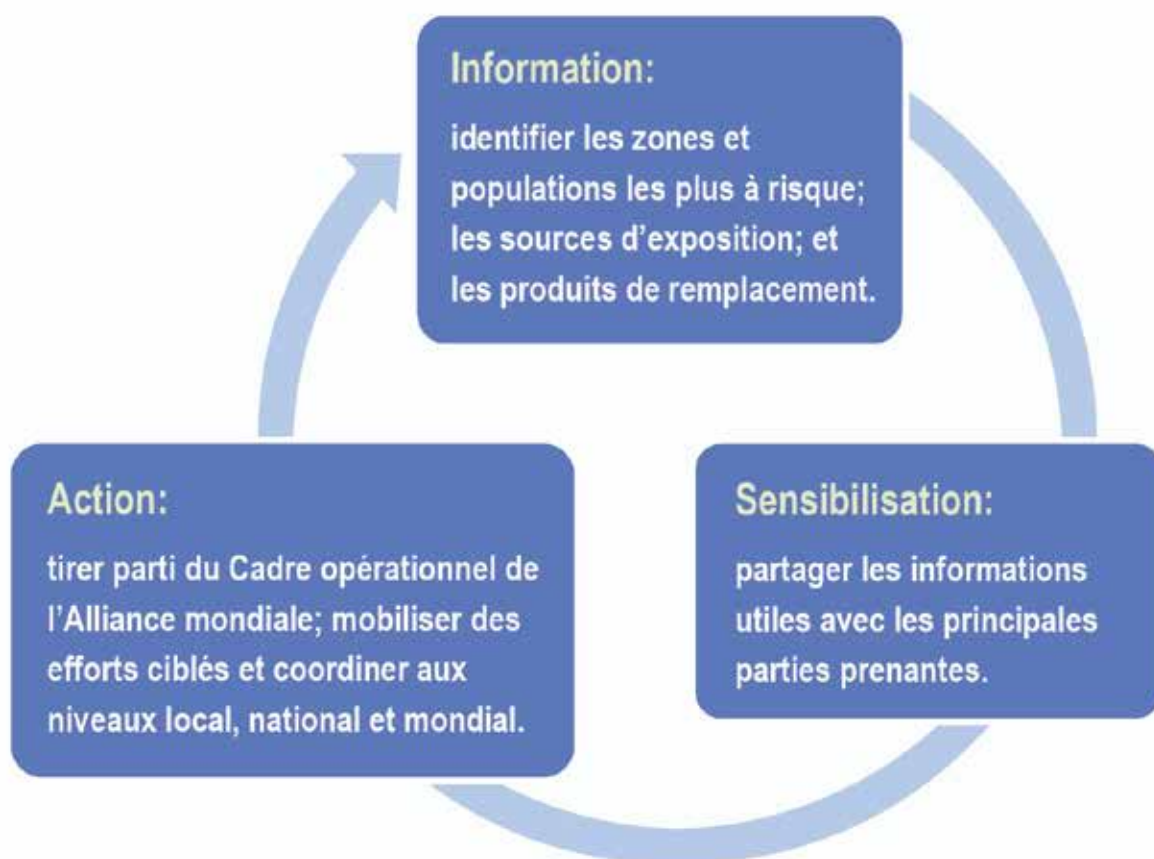 Information:
identifier les zones et
populations les plus à risque;
les sources d'exposition; et
les produits de remplacement.
Sensibilisation:
partager les informations
utiles avec les principales
parties prenantes.
Action:
tirer parti du Cadre opérationnel de
l'Alliance mondiale; mobiliser des
efforts ciblés et coordiner aux
niveaux local, national et mondial.